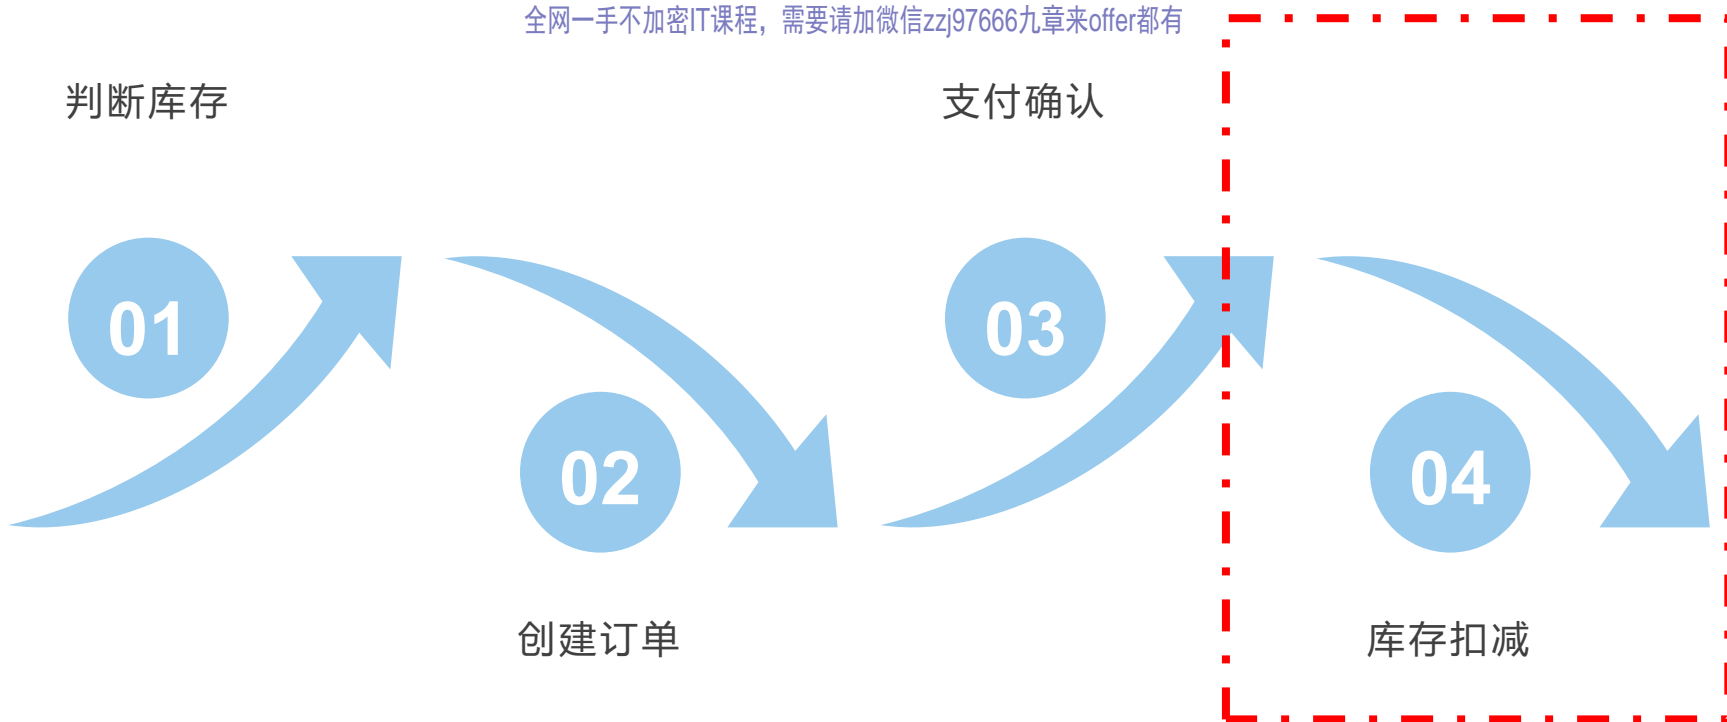 全网一手不加密IT课程，需要请加微信zzj97666九章来offer都有
判断库存
支付确认
01
03
02
04
创建订单
库存扣减